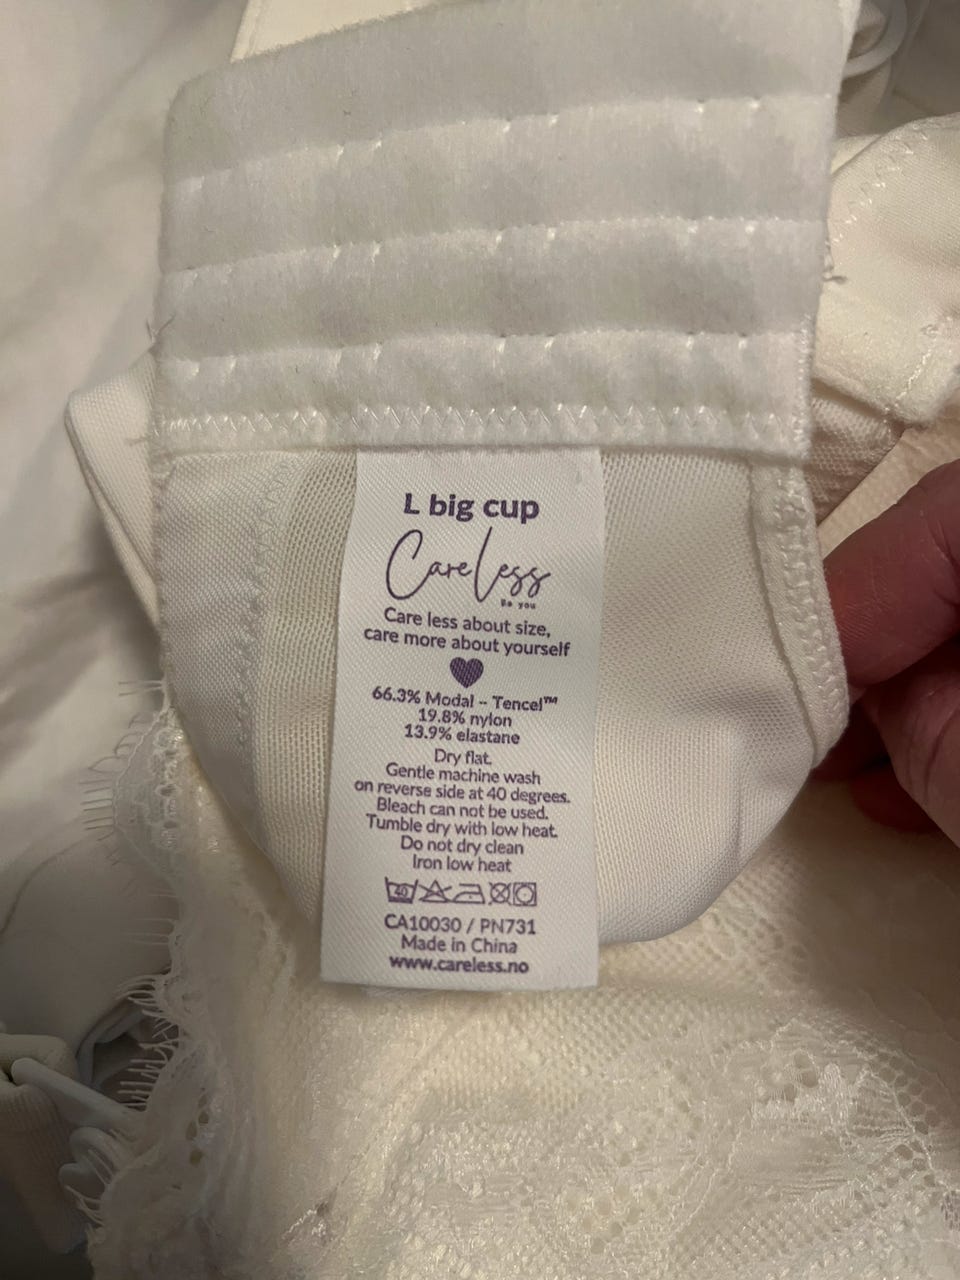 L big cup
Careless
Be you
Care less about size,
care more about yourself
66.3% Modal -- Tencel™
19.8% nylon
13.9% elastane
Dry flat.
Gentle machine wash
on reverse side at 40 degrees.
Bleach can not be used.
Tumble dry with low heat.
Do not dry clean
Iron low heat
40
CA10030 / PN731
Made in China
www.careless.no